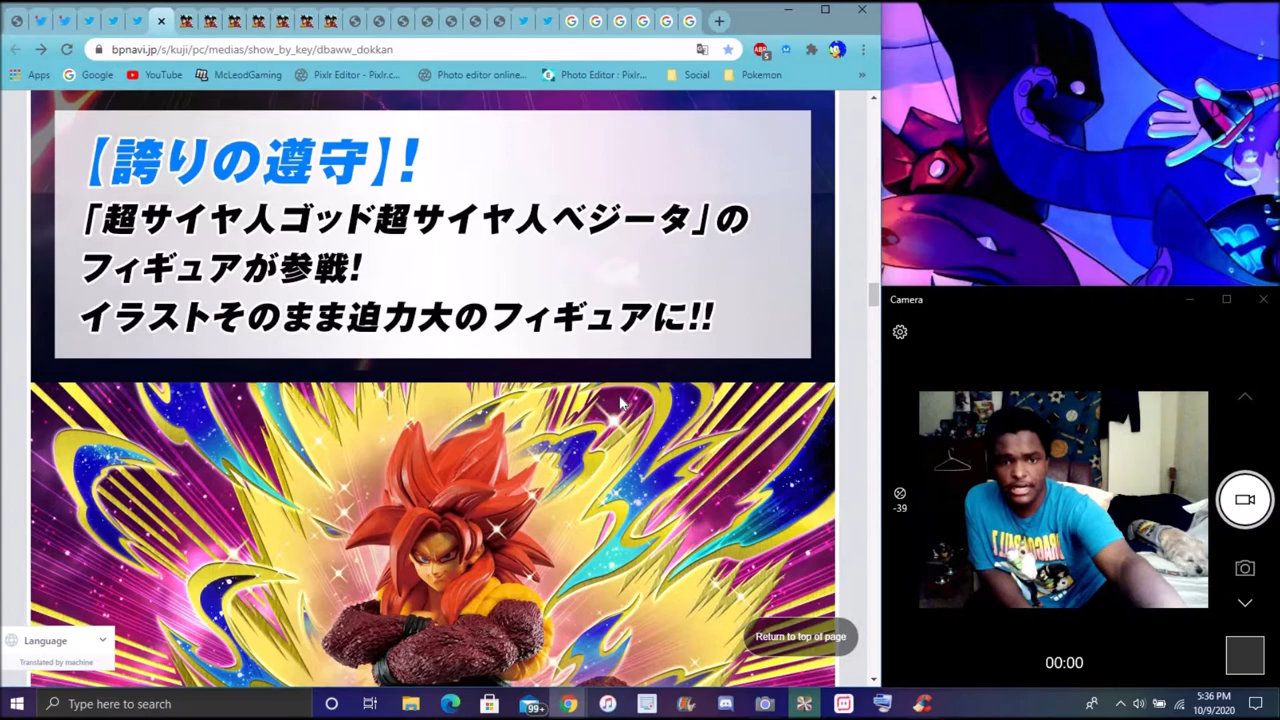 bpnavi.jp/s/kuji/pc/medias/show_by_key/dbaww_dokkan
ABP
5
Apps
Google
YouTube
McLeodGaming
Pixlr Editor - Pixlr.c...
Photo editor online...
Photo Editor : Pixlr...
Social
Pokemon
»
【誇りの遵守】!
「超サイヤ人ゴッド超サイヤ人ベジータ」の
フィギュアが参戦!
イラストそのまま迫力大のフィギュアに!!
Camera
-39
00:00
Return to top of page
Language
Translated by machine
Type here to search
99+
5:36 PM
10/9/2020